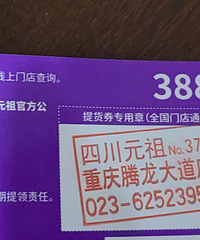 线上门店查询。
388
元祖官方公
提货券专用章(全国门店通
四川元祖 No.37
重庆腾龙大道
023-6252395
期提领责任。